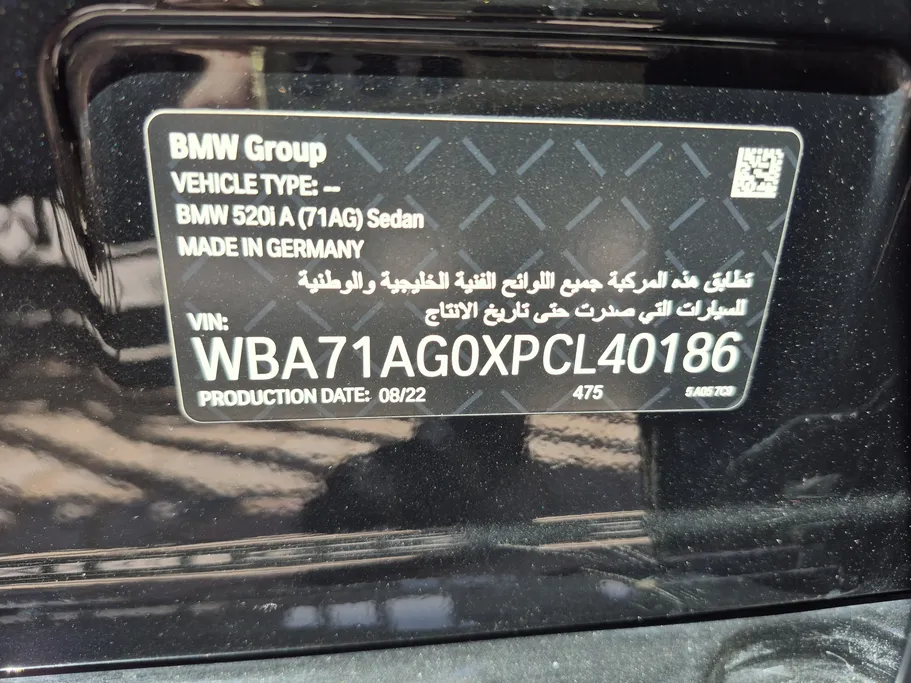 BMW Group
VEHICLE TYPE: --
BMW 520i A (71AG) Sedan
MADE IN GERMANY
تطابق هذه المركبة جميع اللوائح الفنية الخليجية والوطنية
للسيارات التي صدرت حتى تاريخ الانتاج
VIN:
WBA71AG0XPCL40186
PRODUCTION DATE: 08/22 475